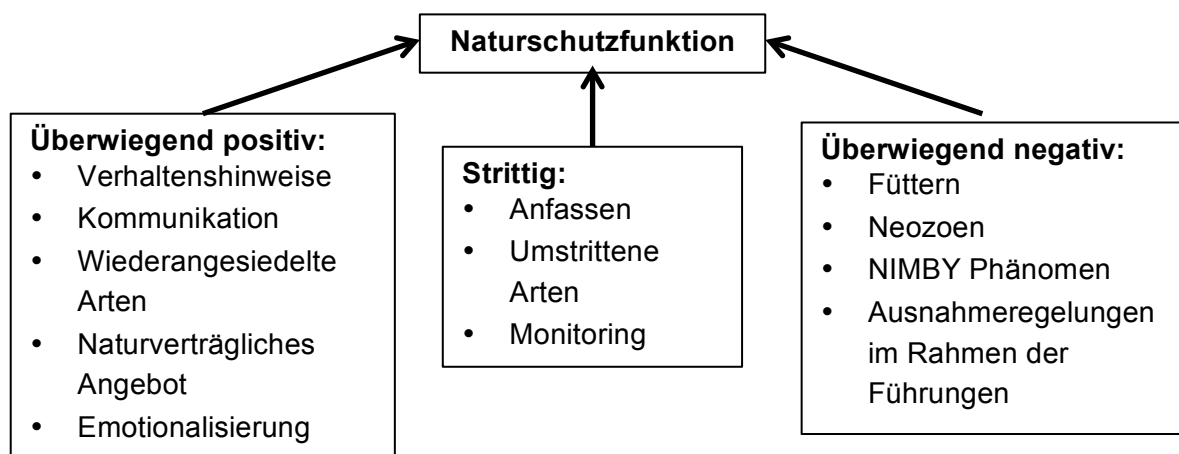 Naturschutzfunktion
Überwiegend positiv:
• Verhaltenshinweise
• Kommunikation
• Wiederangesiedelte
Arten
• Naturverträgliches
Angebot
• Emotionalisierung
Strittig:
• Anfassen
• Umstrittene
Arten
• Monitoring
Überwiegend negativ:
• Füttern
• Neozoen
• NIMBY Phänomen
• Ausnahmeregelungen
im Rahmen der
Führungen